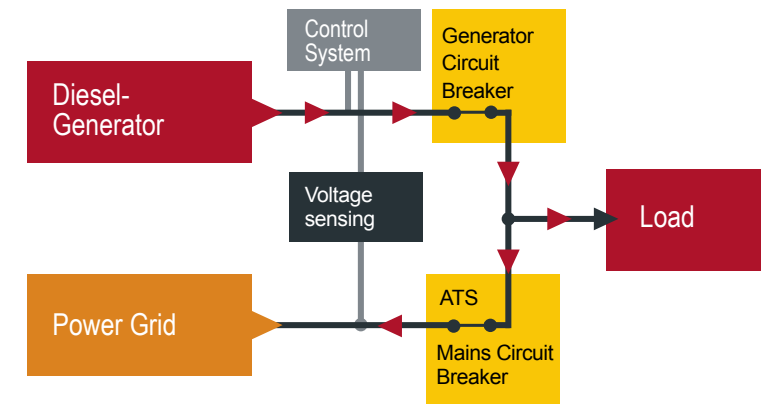 Control
System
Generator
Circuit
Breaker
Diesel-
Generator
Voltage
sensing
Load
Power Grid
ATS
Mains Circuit
Breaker